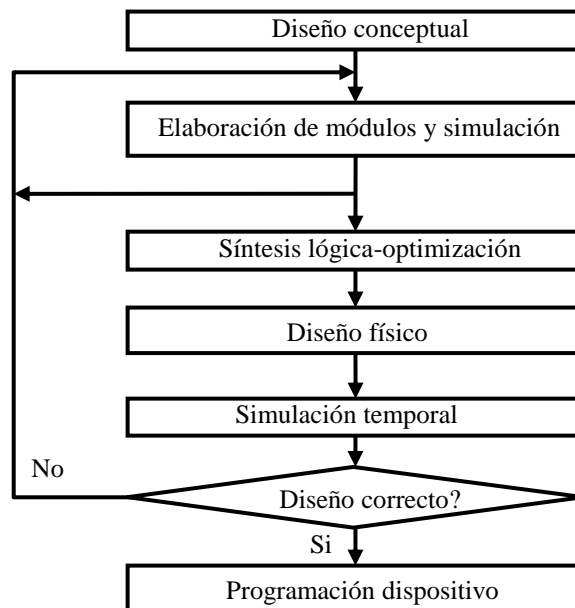 Diseño conceptual
Elaboración de módulos y simulación
Síntesis lógica-optimización
Diseño físico
Simulación temporal
No
Diseño correcto?
Si
Programación dispositivo